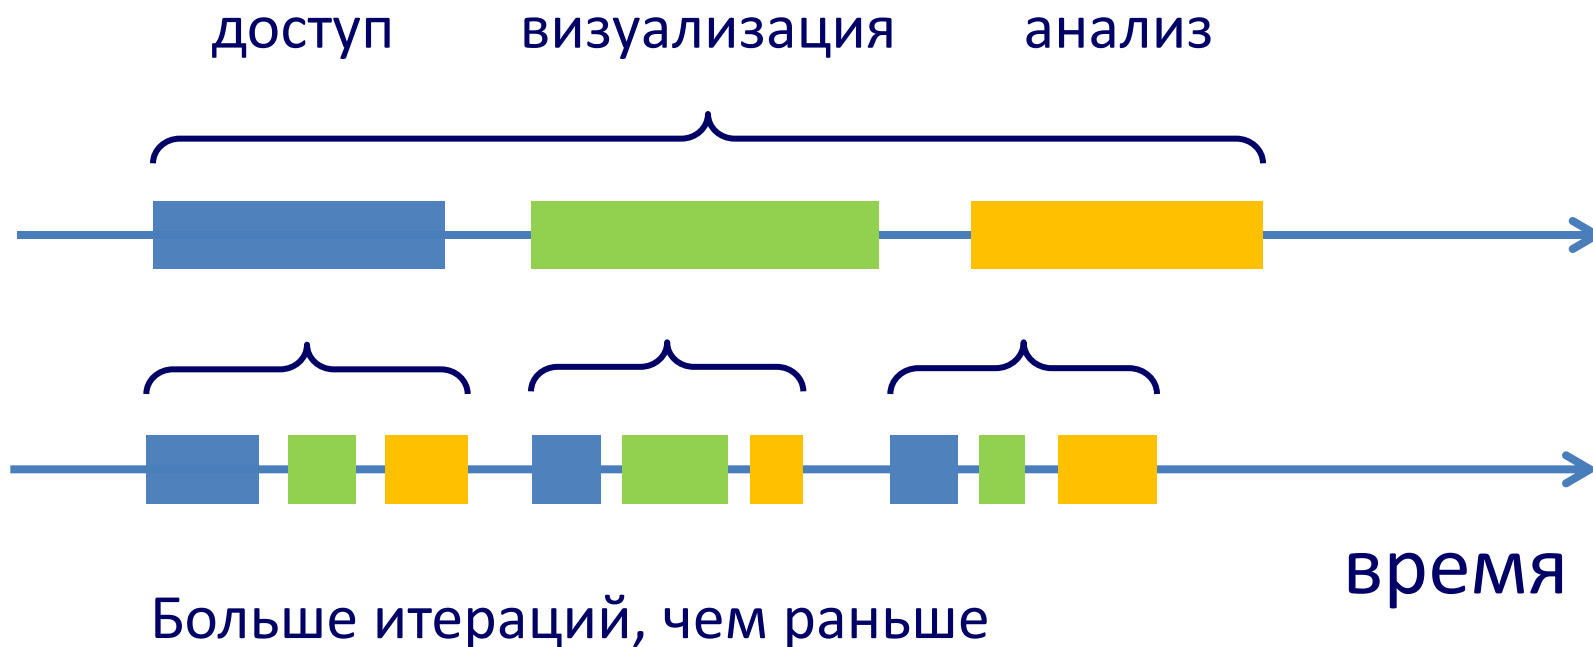 доступ визуализация анализ
время
Больше итераций, чем раньше